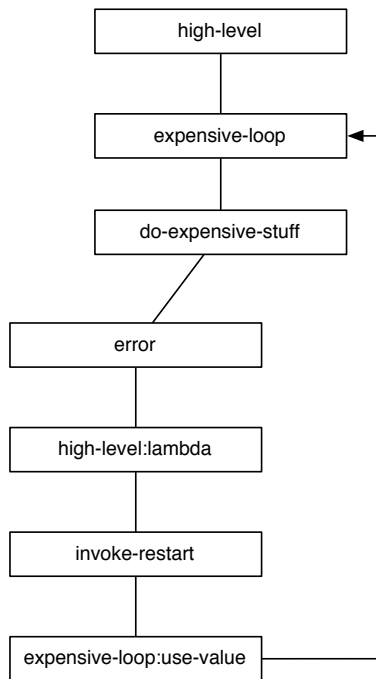 high-level
expensive-loop
do-expensive-stuff
error
high-level:lambda
invoke-restart
expensive-loop:use-value